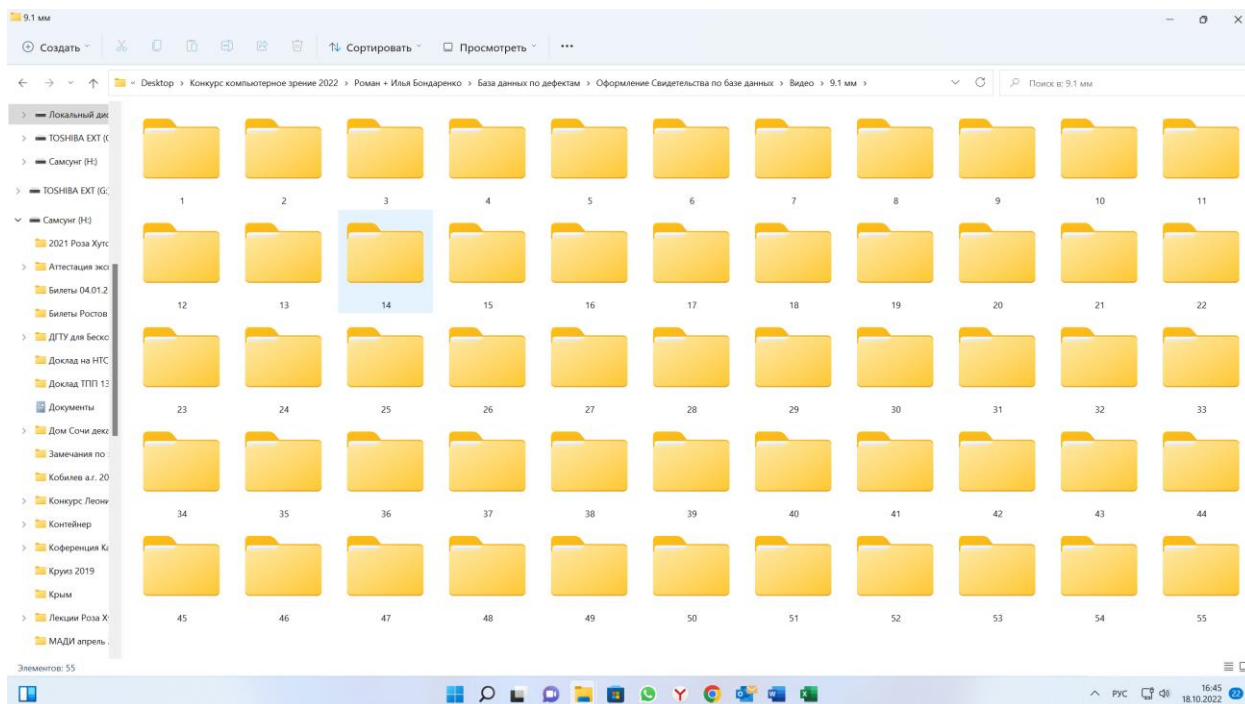 9.1 мм
Создать
Сортировать
Просмотреть
« Desktop > Конкурс компьютерное зрение 2022 > Роман + Илья Бондаренко > База данных по дефектам > Оформление Свидетельства по базе данных > Видео > 9.1 мм >
Поиск в: 9.1 мм
Локальный дис
TOSHIBA EXT (G
Самсунг (H:)
TOSHIBA EXT (G:
Самсунг (H:)
2021 Роза Хуто
Аттестация эксп
Билеты 04.01.2
Билеты Ростов
ДГТУ для Беско
Доклад на НТС
Доклад ТПП 13
Документы
Дом Сочи дека
Замечания по
Кобилев а.г. 20
Конкурс Леони
Контейнер
Коференция Ка
Круиз 2019
Крым
Лекции Роза Х
МАДИ апрель
1 2 3 4 5 6 7 8 9 10 11
12 13 14 15 16 17 18 19 20 21 22
23 24 25 26 27 28 29 30 31 32 33
34 35 36 37 38 39 40 41 42 43 44
45 46 47 48 49 50 51 52 53 54 55
Элементов: 55
РУС
16:45
18.10.2022
22